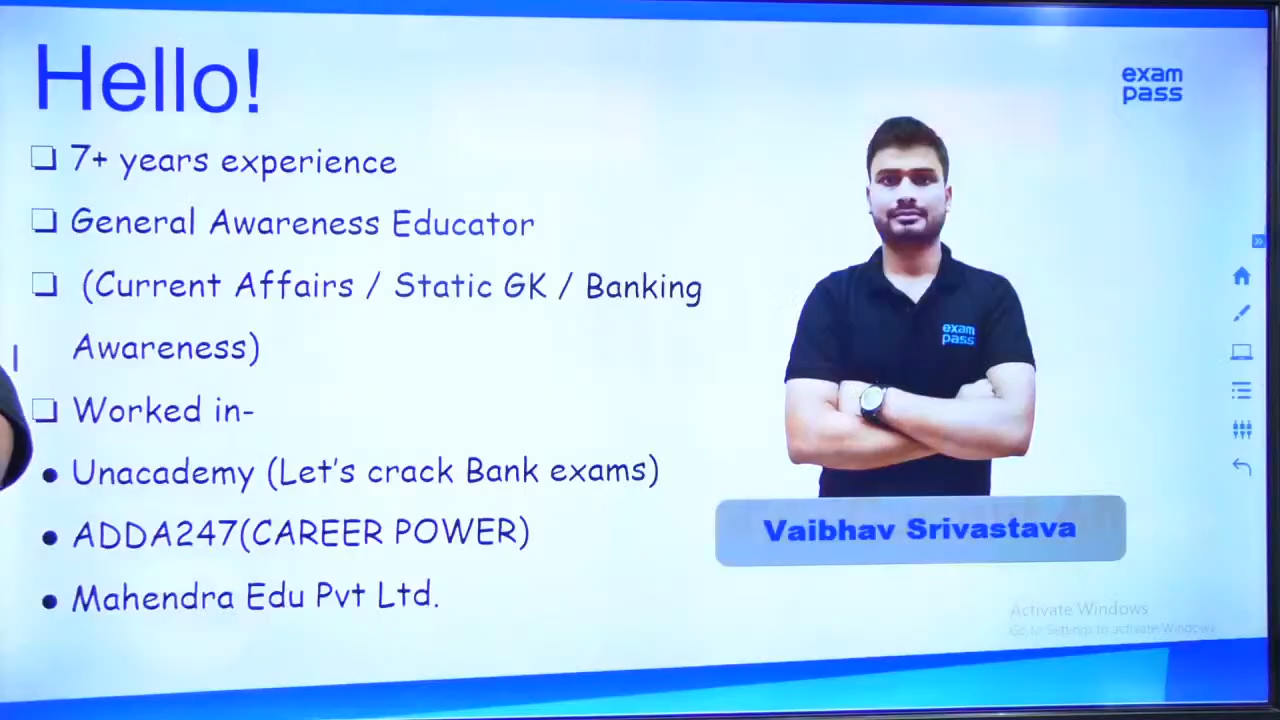 Hello!
exam
pass
7+ years experience
General Awareness Educator
(Current Affairs / Static GK / Banking
Awareness)
Worked in-
Unacademy (Let's crack Bank exams)
ADDA247(CAREER POWER)
Mahendra Edu Pvt Ltd.
exam
pass
Vaibhav Srivastava
Activate Windows
Go to Settings to activate Windows.